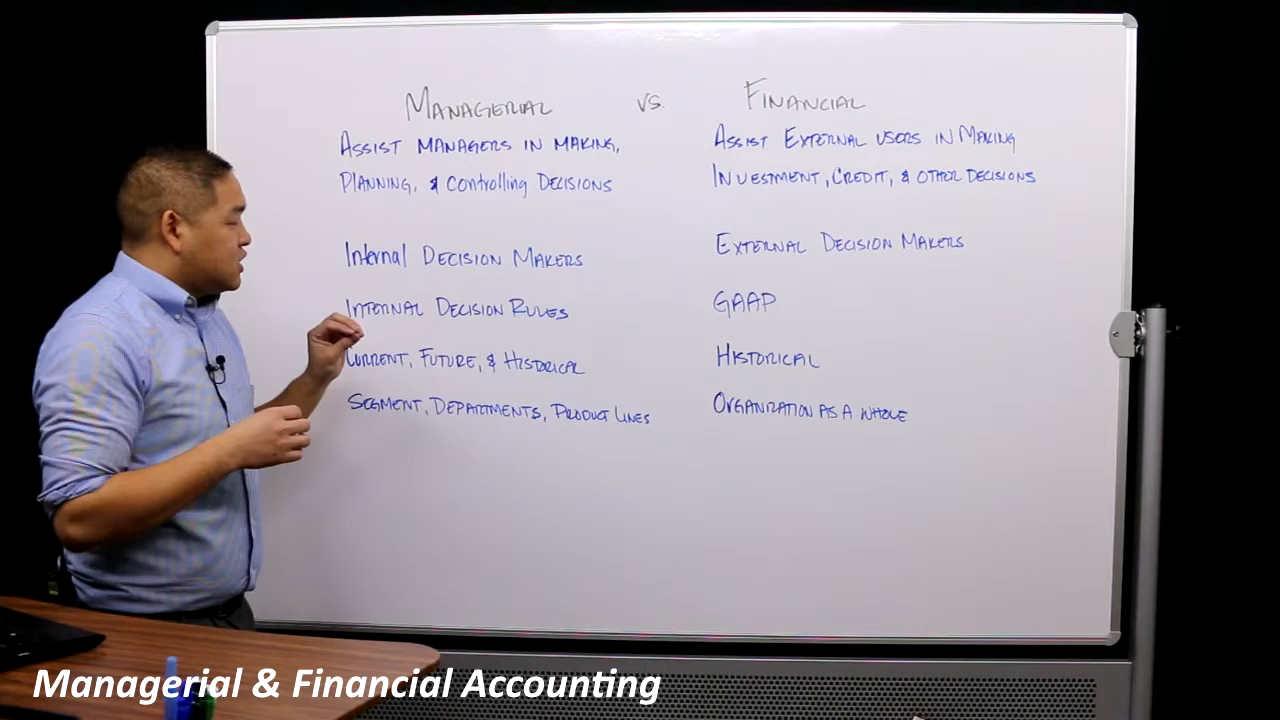 MANAGERIAL VS. FINANCIAL
ASSIST MANAGERS IN MAKING,
PLANNING, & CONTROLLING DECISIONS
ASSIST EXTERNAL USERS IN MAKING
INVESTMENT, CREDIT, & OTHER DECISIONS
INTERNAL DECISION MAKERS
EXTERNAL DECISION MAKERS
INTERNAL DECISION RULES
GAAP
CURRENT, FUTURE, & HISTORICAL
HISTORICAL
SEGMENT, DEPARTMENTS, PRODUCT LINES
ORGANIZATION AS A WHOLE
Managerial & Financial Accounting